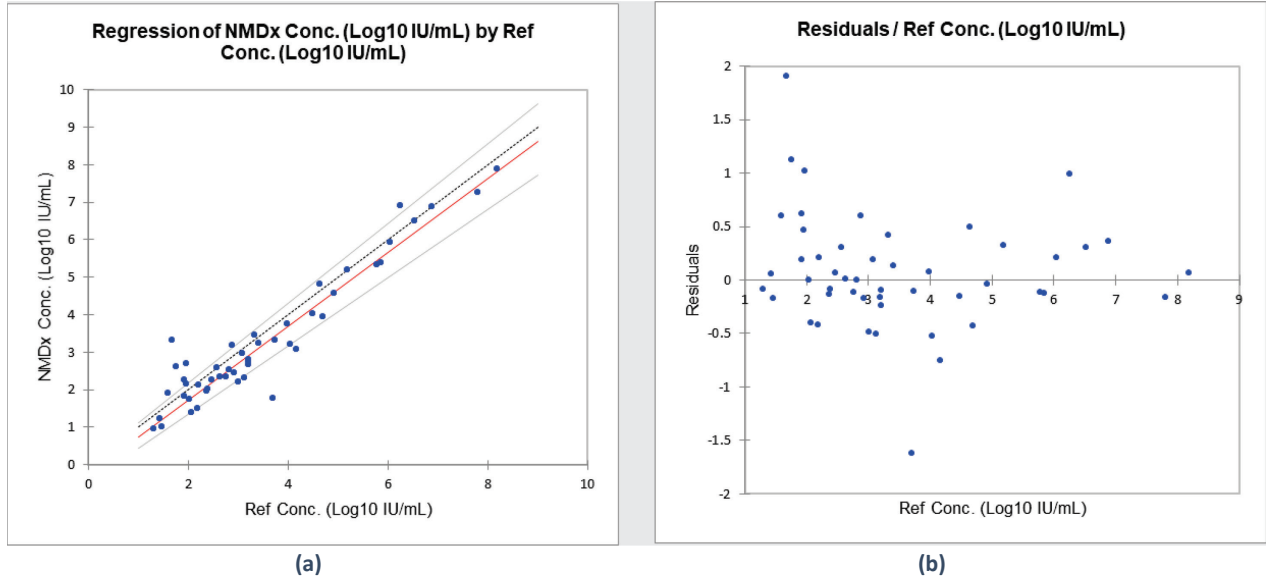 Regression of NMDx Conc. (Log10 IU/mL) by Ref
Conc. (Log10 IU/mL)
10
9
8
7
6
5
4
3
2
1
0
NMDx Conc. (Log10 IU/mL)
0 2 4 6 8 10
Ref Conc. (Log10 IU/mL)
(a)
Residuals / Ref Conc. (Log10 IU/mL)
2
1.5
1
0.5
0
-0.5
-1
-1.5
-2
Residuals
1 2 3 4 5 6 7 8 9
Ref Conc. (Log10 IU/mL)
(b)